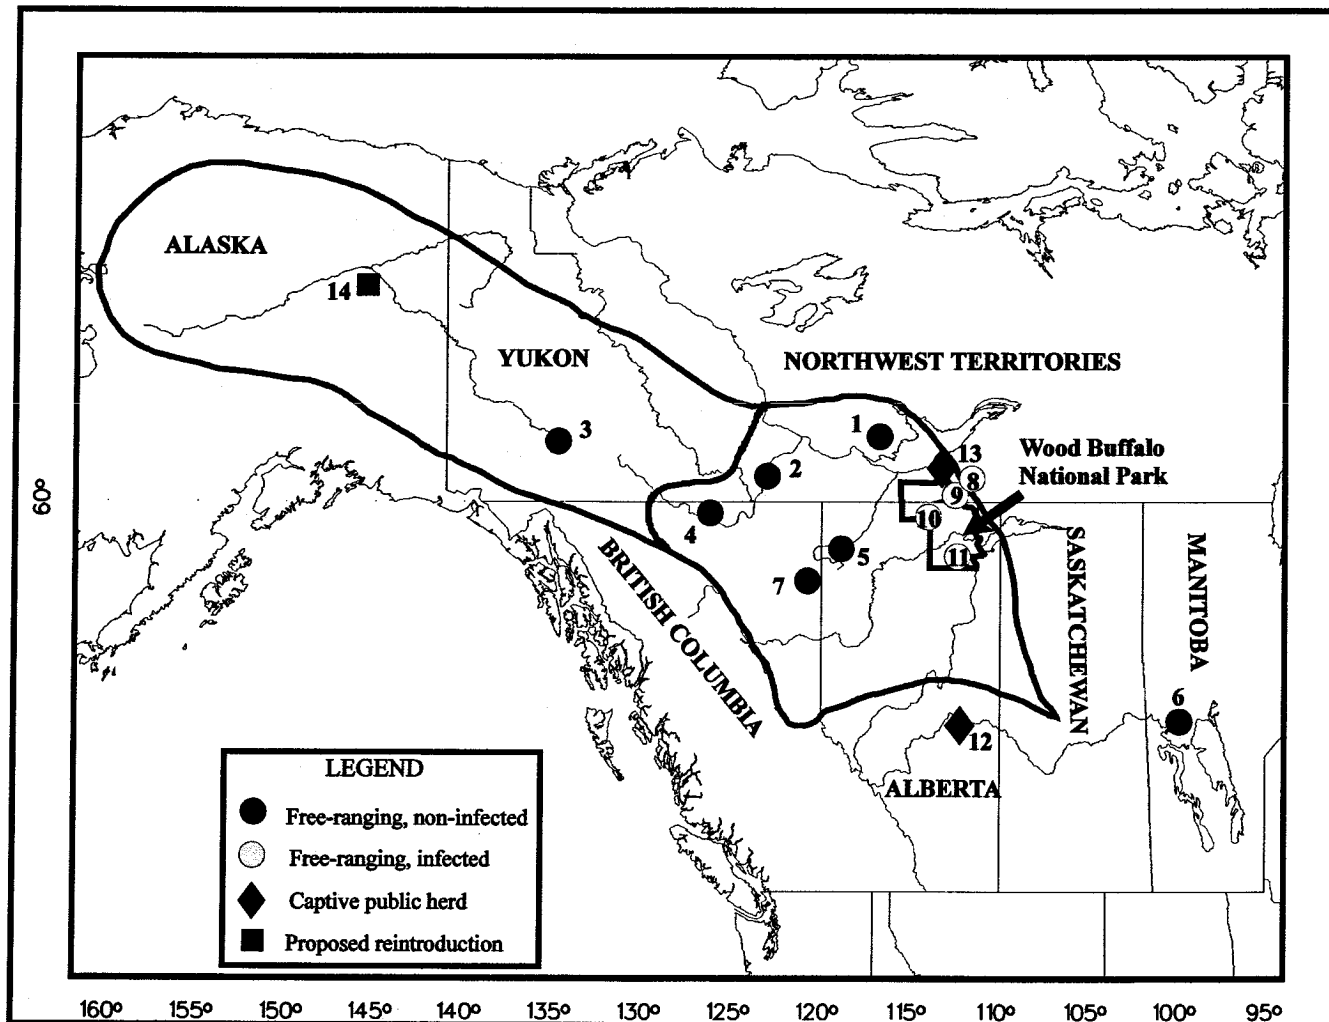 ALASKA
14
YUKON
NORTHWEST TERRITORIES
3
1
2
13
Wood Buffalo
National Park
8
9
60°
4
10
5
11
7
BRITISH COLUMBIA
SASKATCHEWAN
MANITOBA
6
12
ALBERTA
LEGEND
Free-ranging, non-infected
Free-ranging, infected
Captive public herd
Proposed reintroduction
160° 155° 150° 145° 140° 135° 130° 125° 120° 115° 110° 105° 100° 95°